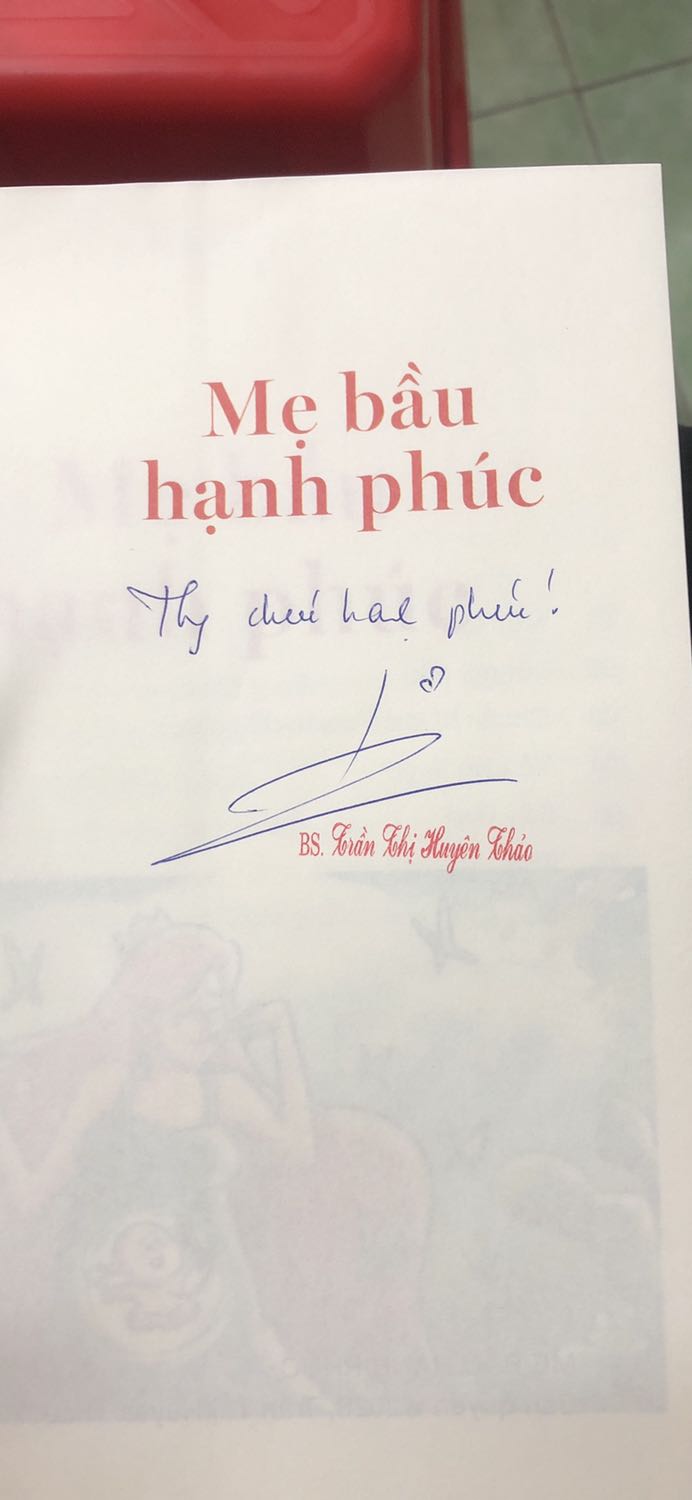 Mẹ bầu
hạnh phúc
Thy chúc hạnh phúc!
BS. Trần Thị Huyên Thảo